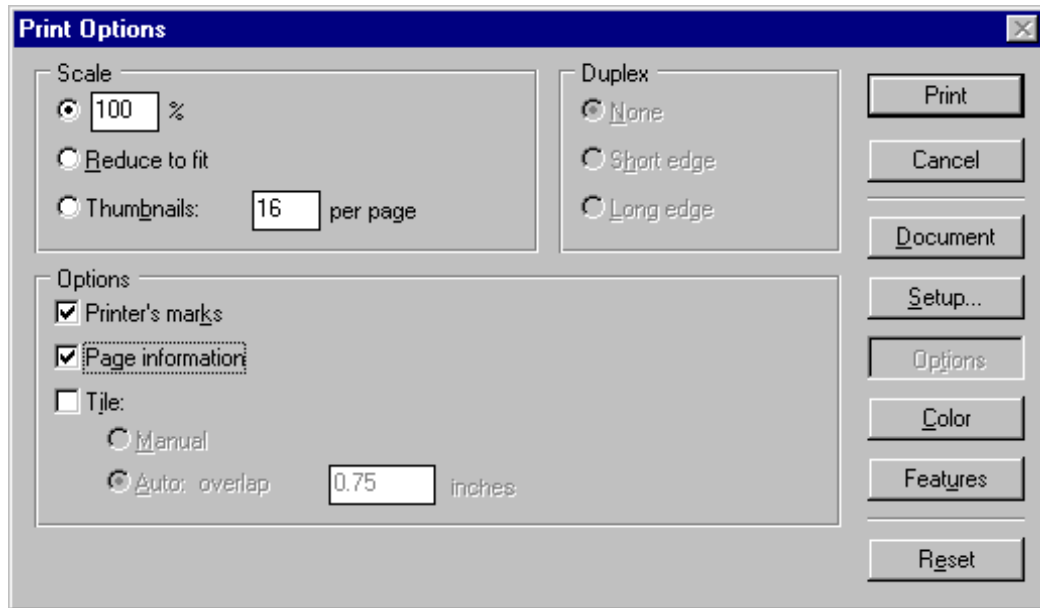 Print Options
Scale
100 %
Reduce to fit
Thumbnails: 16 per page
Duplex
None
Short edge
Long edge
Options
Printer's marks
Page information
Tile:
Manual
Auto: overlap 0.75 inches
Print
Cancel
Document
Setup...
Options
Color
Features
Reset